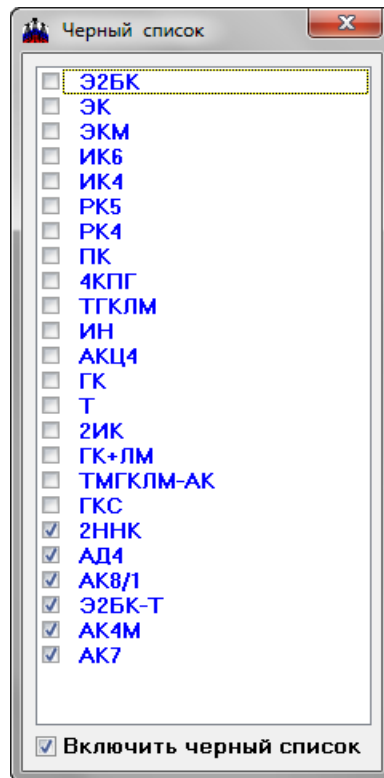 Черный список
Э2БК
ЭК
ЭКМ
ИК6
ИК4
РК5
РК4
ПК
4КПГ
ТГКЛМ
ИН
АКЦ4
ГК
Т
2ИК
ГК+ЛМ
ТМГКЛМ-АК
ГКС
2ННК
АД4
АК8/1
Э2БК-Т
АК4М
АК7
Включить черный список